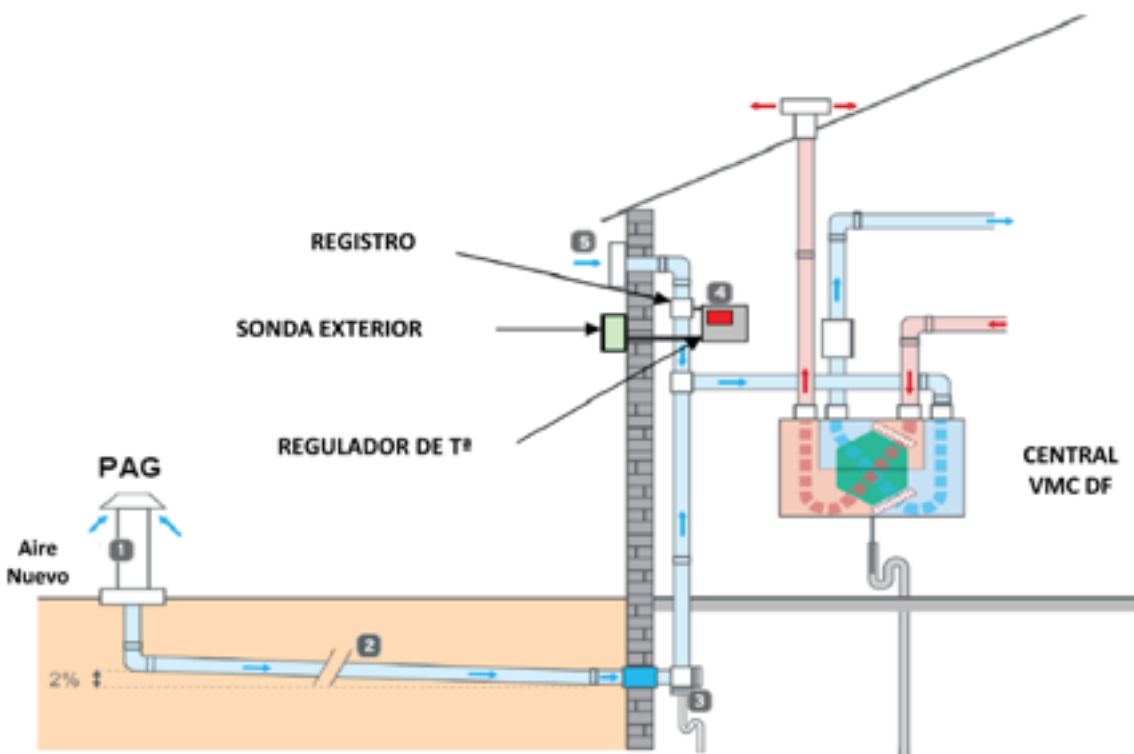 5
REGISTRO
4
SONDA EXTERIOR
REGULADOR DE Tª
CENTRAL
VMC DF
PAG
1
Aire
Nuevo
2
2%
3